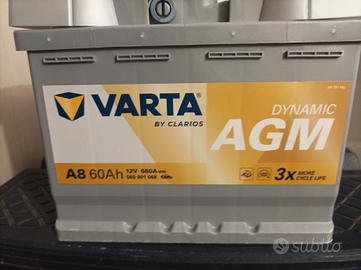 VARTA
BY CLARIOS
DYNAMIC
AGM
A8 60Ah 12V 680A
560 901 068
3x MORE
CYCLE LIFE
subito